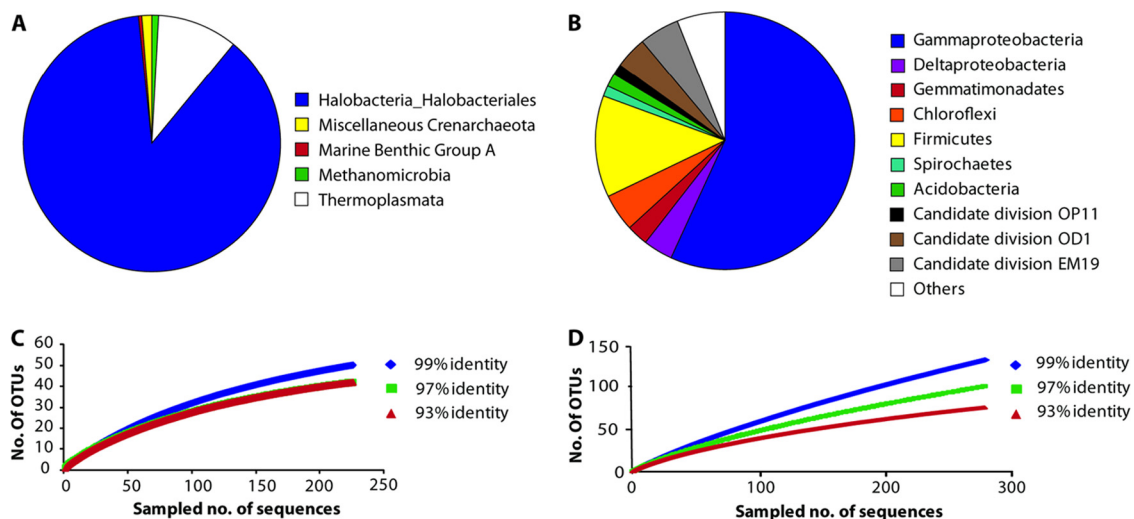 A
Halobacteria_Halobacteriales
Miscellaneous Crenarchaeota
Marine Benthic Group A
Methanomicrobia
Thermoplasmata
B
Gammaproteobacteria
Deltaproteobacteria
Gemmatimonadates
Chloroflexi
Firmicutes
Spirochaetes
Acidobacteria
Candidate division OP11
Candidate division OD1
Candidate division EM19
Others
C
No. Of OTUs
60
50
40
30
20
10
0
0 50 100 150 200 250
Sampled no. of sequences
99% identity
97% identity
93% identity
D
No. Of OTUs
150
100
50
0
0 100 200 300
Sampled no. of sequences
99% identity
97% identity
93% identity